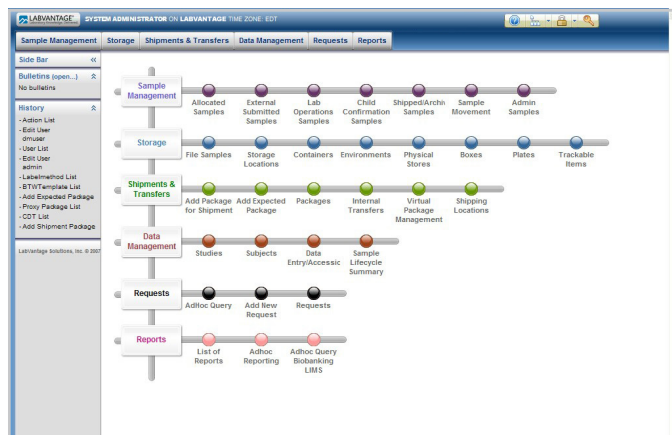 LABVANTAGE SYSTEM ADMINISTRATOR ON LABVANTAGE TIME ZONE: EDT
Sample Management Storage Shipments & Transfers Data Management Requests Reports
Side Bar «
Bulletins (open...)
No bulletins
History
- Action List
- Edit User
dmuser
- User List
- Edit User
admin
- Labelmethod List
- BTWTemplate List
- Add Expected Package
- Proxy Package List
- CDT List
- Add Shipment Package
LabVantage Solutions, Inc. © 2007
Sample
Management
Allocated
Samples
External
Submitted
Samples
Lab
Operations
Samples
Child
Confirmation
Samples
Shipped/Archiv
Samples
Sample
Movement
Admin
Samples
Storage
File Samples
Storage
Locations
Containers
Environments
Physical
Stores
Boxes
Plates
Trackable
Items
Shipments &
Transfers
Add Package
for Shipment
Add Expected
Package
Packages
Internal
Transfers
Virtual
Package
Management
Shipping
Locations
Data
Management
Studies
Subjects
Data
Entry/Accessic
Sample
Lifecycle
Summary
Requests
AdHoc Query
Add New
Request
Requests
Reports
List of
Reports
Adhoc
Reporting
Adhoc Query
Biobanking
LIMS